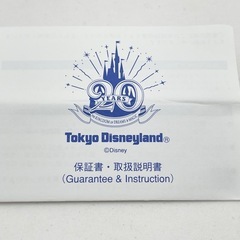 20
YEARS
Tokyo Disneyland®
©Disney
保証書・取扱説明書
(Guarantee & Instruction)